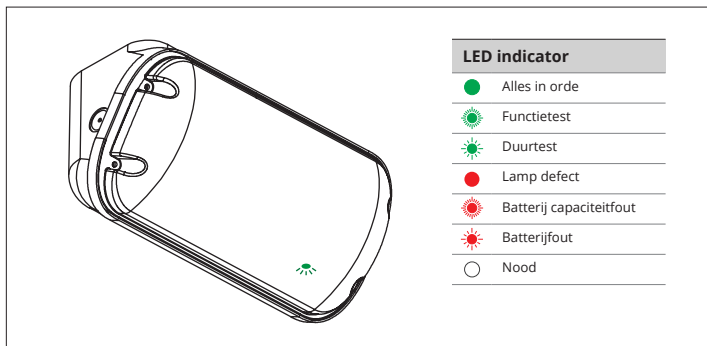 LED indicator
Alles in orde
Functietest
Duurtest
Lamp defect
Batterij capaciteitfout
Batterijfout
Nood